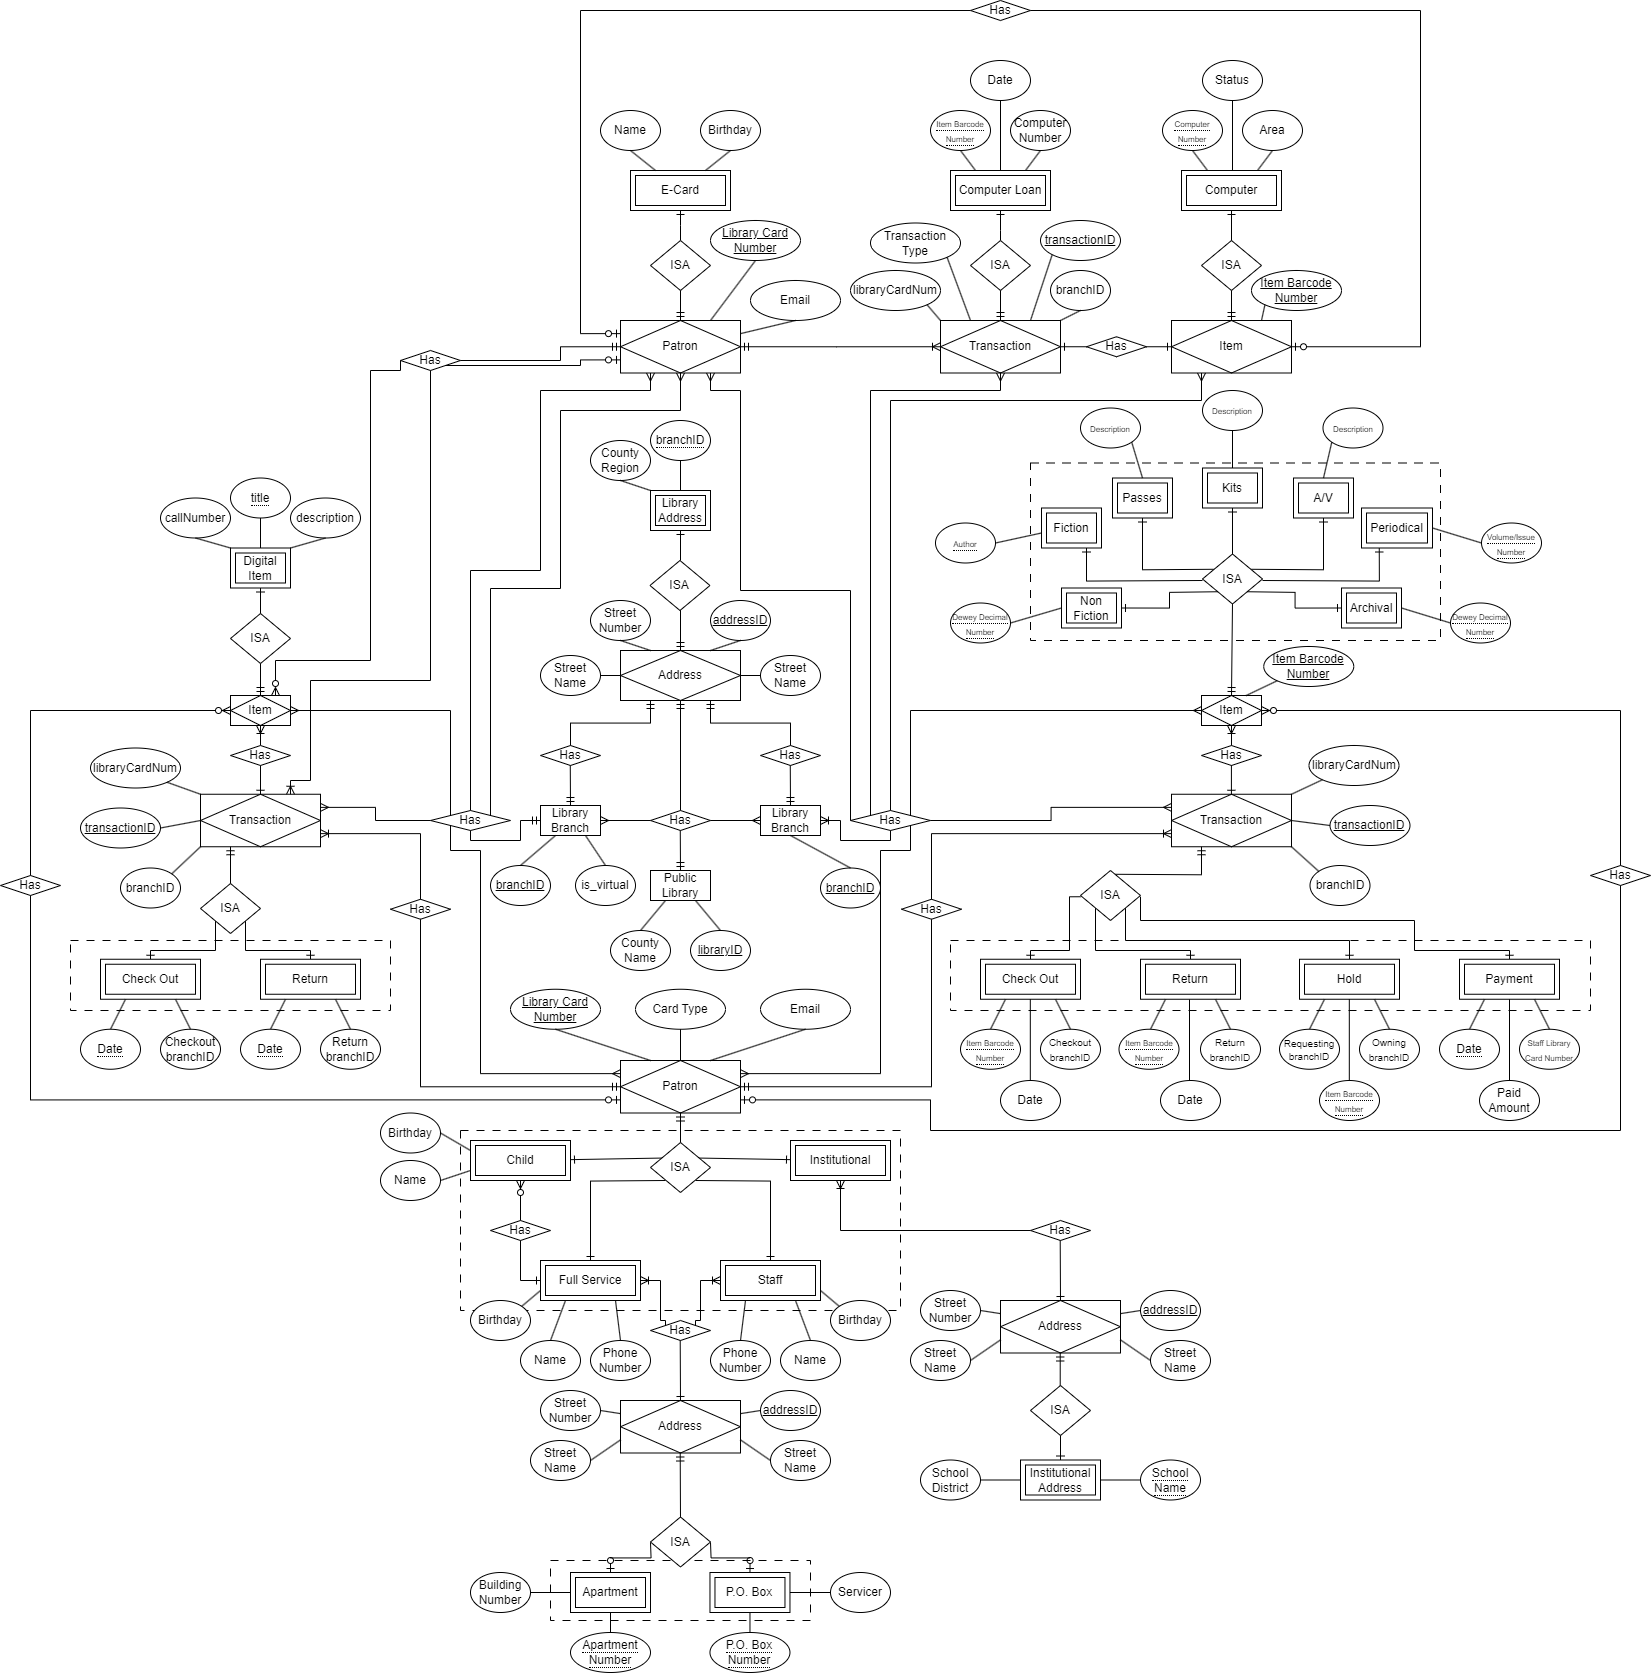 Has
Date
Status
Name
Birthday
Item Barcode
Number
Computer
Number
Computer
Number
Area
E-Card
Computer Loan
Computer
Library Card
Number
Transaction
Type
transactionID
ISA
ISA
ISA
Email
libraryCardNum
branchID
Item Barcode
Number
Patron
Transaction
Has
Item
Has
Description
Description
Description
branchID
County
Region
Library
Address
Kits
Passes
A/V
title
callNumber
description
Fiction
Periodical
Author
Volume/Issue
Number
Digital
Item
ISA
ISA
Non
Fiction
Archival
Dewey Decimal
Number
Dewey Decimal
Number
Street
Number
addressID
ISA
Item Barcode
Number
Street
Name
Address
Street
Name
Item
Item
Has
Has
Has
Has
libraryCardNum
libraryCardNum
Transaction
Has
Library
Branch
Has
Library
Branch
Has
Transaction
transactionID
transactionID
branchID
branchID
is_virtual
Public
Library
branchID
branchID
Has
Has
ISA
Has
Has
ISA
County
Name
libraryID
Check Out
Return
Check Out
Return
Hold
Payment
Library Card
Number
Card Type
Email
Date
Checkout
branchID
Date
Return
branchID
Item Barcode
Number
Checkout
branchID
Item Barcode
Number
Return
branchID
Requesting
branchID
Owning
branchID
Date
Staff Library
Card Number
Patron
Date
Date
Item Barcode
Number
Paid
Amount
Birthday
Child
ISA
Institutional
Name
Has
Has
Full Service
Staff
Birthday
Has
Birthday
Street
Number
Address
addressID
Name
Phone
Number
Phone
Number
Name
Street
Name
Street
Name
Street
Number
Address
addressID
ISA
Street
Name
Street
Name
School
District
Institutional
Address
School
Name
ISA
Building
Number
Apartment
P.O. Box
Servicer
Apartment
Number
P.O. Box
Number